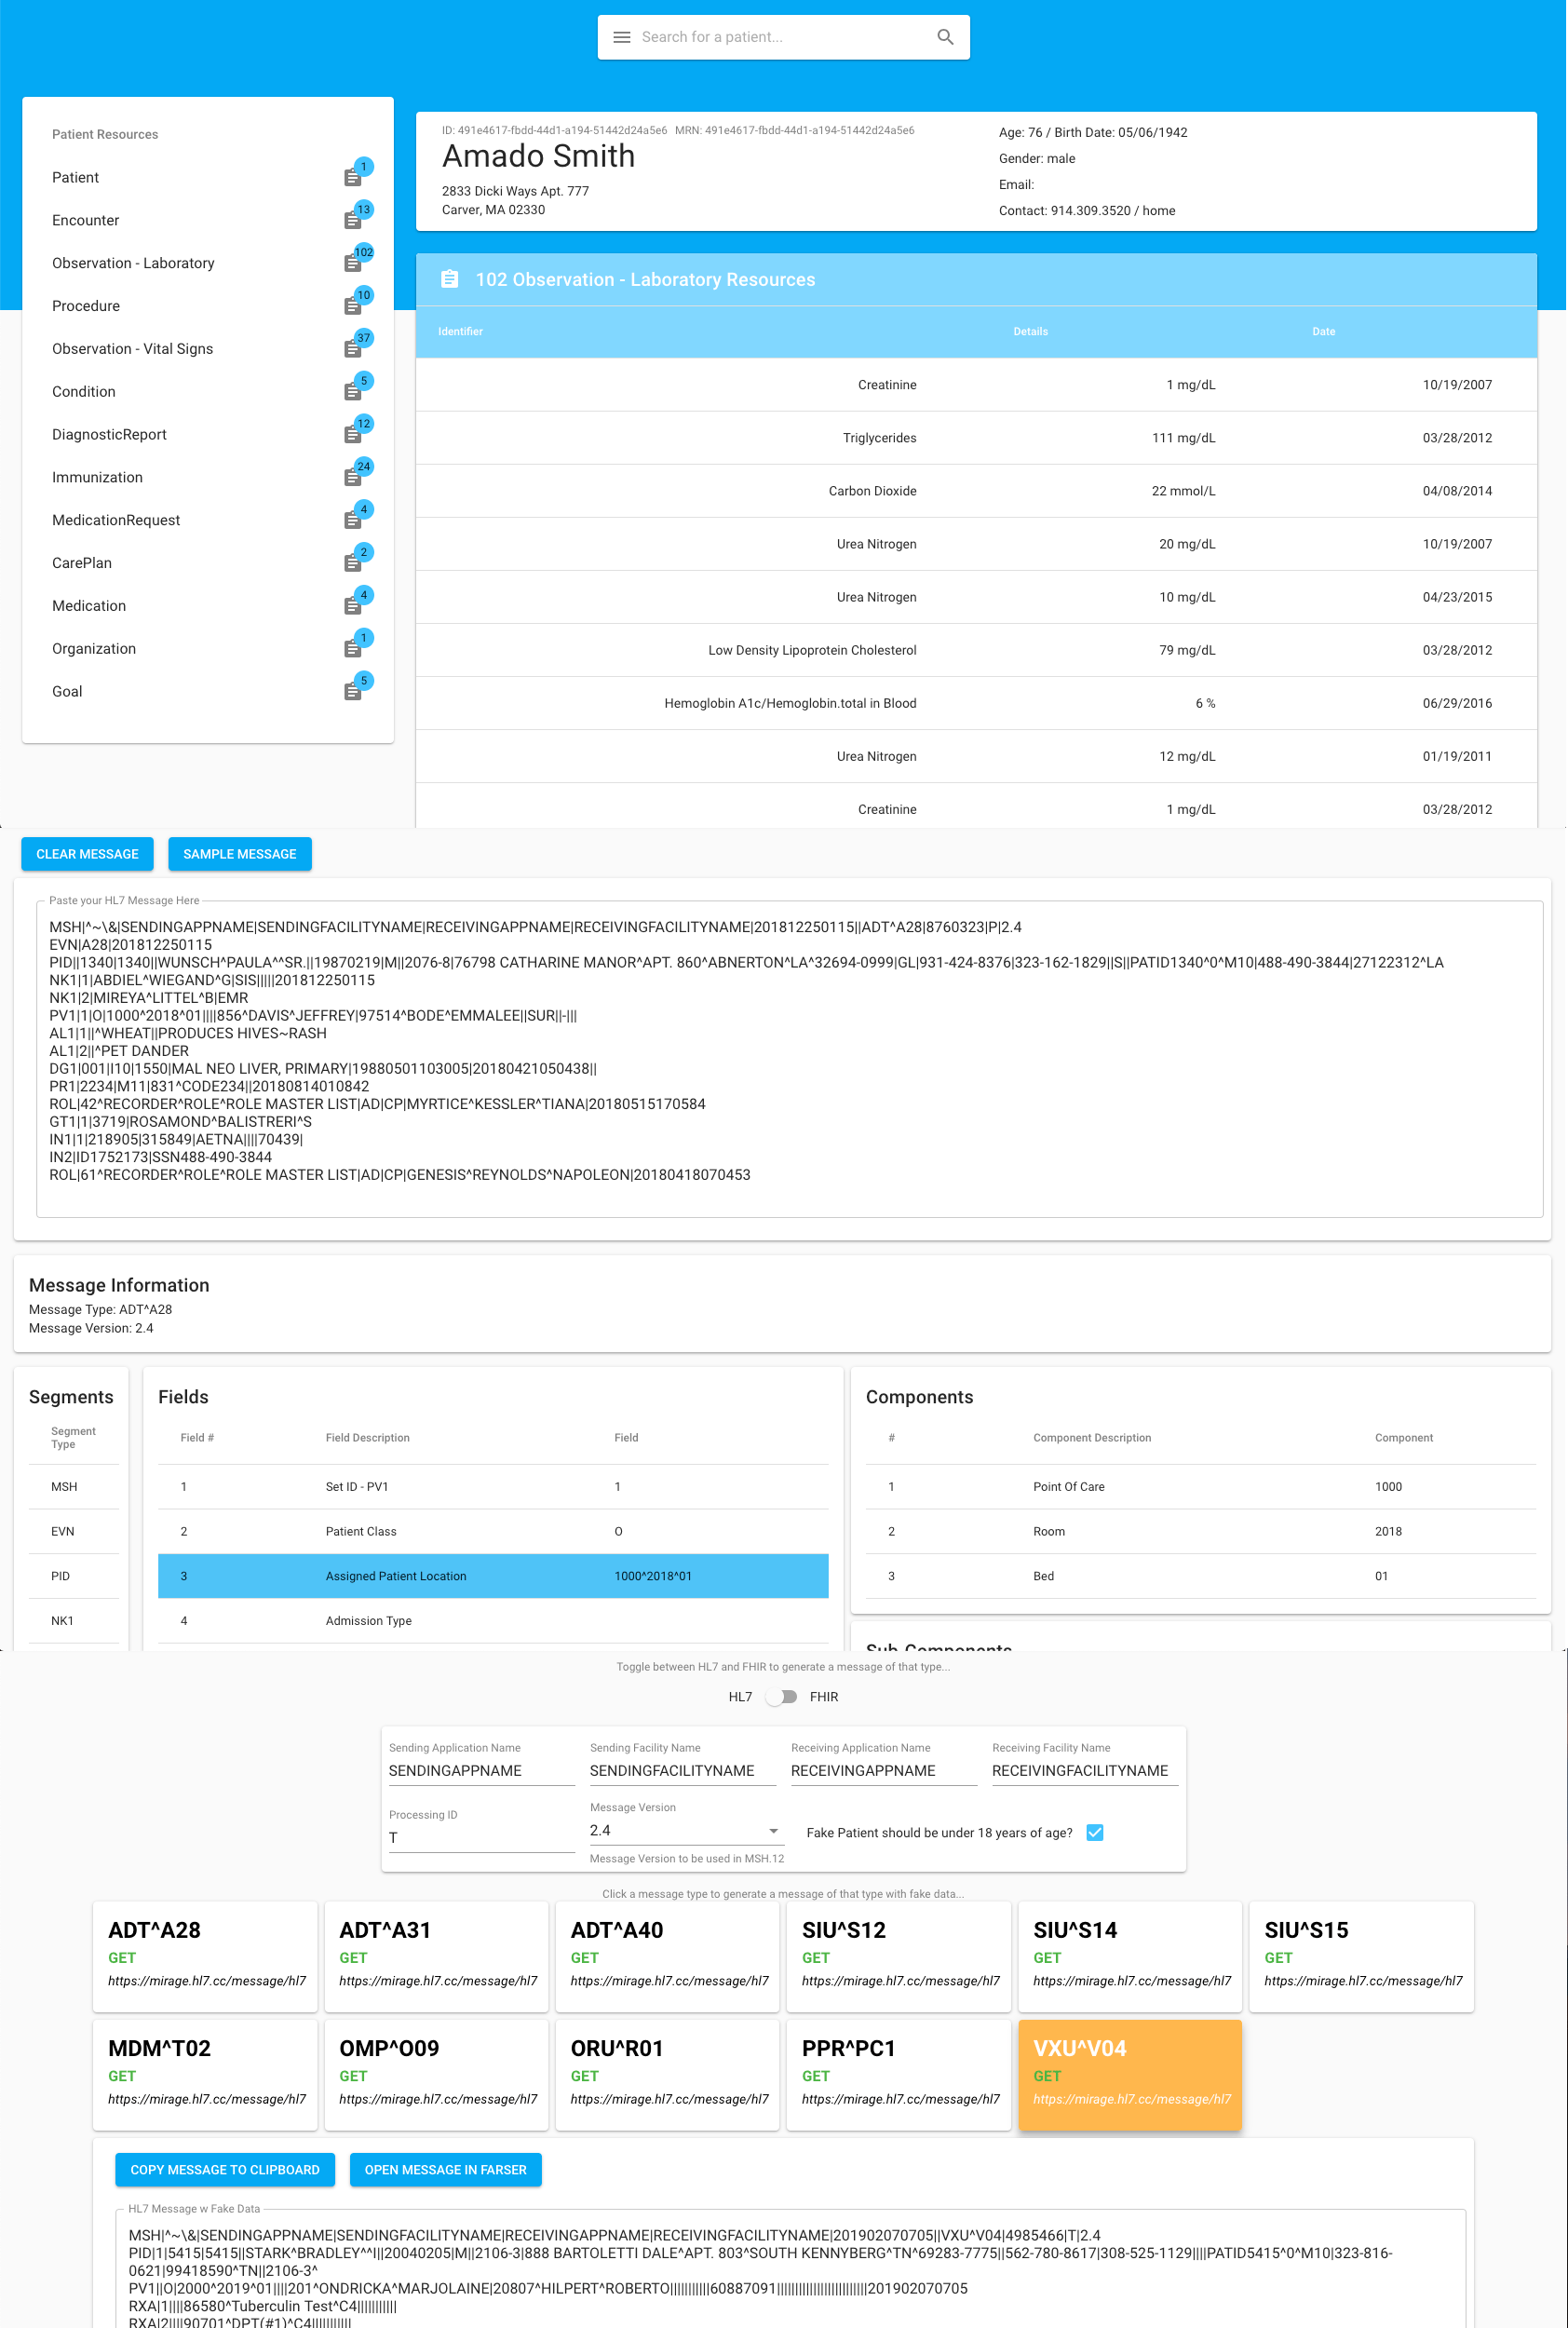 Search for a patient...
Patient Resources
Patient 1
Encounter 13
Observation - Laboratory 102
Procedure 10
Observation - Vital Signs 37
Condition 5
DiagnosticReport 12
Immunization 24
MedicationRequest 4
CarePlan 2
Medication 4
Organization 1
Goal 5
ID: 491e4617-fbdd-44d1-a194-51442d24a5e6 MRN: 491e4617-fbdd-44d1-a194-51442d24a5e6
Amado Smith
2833 Dicki Ways Apt. 777
Carver, MA 02330
Age: 76 / Birth Date: 05/06/1942
Gender: male
Email:
Contact: 914.309.3520 / home
102 Observation - Laboratory Resources
Identifier Details Date
Creatinine 1 mg/dL 10/19/2007
Triglycerides 111 mg/dL 03/28/2012
Carbon Dioxide 22 mmol/L 04/08/2014
Urea Nitrogen 20 mg/dL 10/19/2007
Urea Nitrogen 10 mg/dL 04/23/2015
Low Density Lipoprotein Cholesterol 79 mg/dL 03/28/2012
Hemoglobin A1c/Hemoglobin.total in Blood 6 % 06/29/2016
Urea Nitrogen 12 mg/dL 01/19/2011
Creatinine 1 mg/dL 03/28/2012
CLEAR MESSAGE SAMPLE MESSAGE
Paste your HL7 Message Here
MSH|^~\&|SENDINGAPPNAME|SENDINGFACILITYNAME|RECEIVINGAPPNAME|RECEIVINGFACILITYNAME|201812250115||ADT^A28|8760323|P|2.4
EVN|A28|201812250115
PID||1340|1340||WUNSCH^PAULA^^SR.||19870219|M||2076-8|76798 CATHARINE MANOR^APT. 860^ABNERTON^LA^32694-0999|GL|931-424-8376|323-162-1829||S||PATID1340^0^M10|488-490-3844|27122312^LA
NK1|1|ABDIEL^WIEGAND^G|SIS|||||201812250115
NK1|2|MIREYA^LITTEL^B|EMR
PV1|1|O|1000^2018^01||||856^DAVIS^JEFFREY|97514^BODE^EMMALEE||SUR||-|||
AL1|1||^WHEAT||PRODUCES HIVES~RASH
AL1|2||^PET DANDER
DG1|001|I10|1550|MAL NEO LIVER, PRIMARY|19880501103005|20180421050438||
PR1|2234|M11|831^CODE234||20180814010842
ROL|42^RECORDER^ROLE^ROLE MASTER LIST|AD|CP|MYRTICE^KESSLER^TIANA|20180515170584
GT1|1|3719|ROSAMOND^BALISTRERI^S
IN1|1|218905|315849|AETNA||||70439|
IN2|ID1752173|SSN488-490-3844
ROL|61^RECORDER^ROLE^ROLE MASTER LIST|AD|CP|GENESIS^REYNOLDS^NAPOLEON|20180418070453
Message Information
Message Type: ADT^A28
Message Version: 2.4
Segments
Segment
Type
MSH
EVN
PID
NK1
Fields
Field # Field Description Field
1 Set ID - PV1 1
2 Patient Class O
3 Assigned Patient Location 1000^2018^01
4 Admission Type
Components
# Component Description Component
1 Point Of Care 1000
2 Room 2018
3 Bed 01
Sub Components
Toggle between HL7 and FHIR to generate a message of that type...
HL7 FHIR
Sending Application Name Sending Facility Name Receiving Application Name Receiving Facility Name
SENDINGAPPNAME SENDINGFACILITYNAME RECEIVINGAPPNAME RECEIVINGFACILITYNAME
Processing ID Message Version
T 2.4 Fake Patient should be under 18 years of age?
Message Version to be used in MSH.12
Click a message type to generate a message of that type with fake data...
ADT^A28 ADT^A31 ADT^A40 SIU^S12 SIU^S14 SIU^S15
GET GET GET GET GET GET
https://mirage.hl7.cc/message/hl7 https://mirage.hl7.cc/message/hl7 https://mirage.hl7.cc/message/hl7 https://mirage.hl7.cc/message/hl7 https://mirage.hl7.cc/message/hl7 https://mirage.hl7.cc/message/hl7
MDM^T02 OMP^O09 ORU^R01 PPR^PC1 VXU^V04
GET GET GET GET GET
https://mirage.hl7.cc/message/hl7 https://mirage.hl7.cc/message/hl7 https://mirage.hl7.cc/message/hl7 https://mirage.hl7.cc/message/hl7 https://mirage.hl7.cc/message/hl7
COPY MESSAGE TO CLIPBOARD OPEN MESSAGE IN FARSER
HL7 Message w Fake Data
MSH|^~\&|SENDINGAPPNAME|SENDINGFACILITYNAME|RECEIVINGAPPNAME|RECEIVINGFACILITYNAME|201902070705||VXU^V04|4985466|T|2.4
PID|1|5415|5415||STARK^BRADLEY^^I||20040205|M||2106-3|888 BARTOLETTI DALE^APT. 803^SOUTH KENNYBERG^TN^69283-7775||562-780-8617|308-525-1129||||PATID5415^0^M10|323-816-
0621|99418590^TN||2106-3^
PV1||O|2000^2019^01||||201^ONDRICKA^MARJOLAINE|20807^HILPERT^ROBERTO||||||||||60887091|||||||||||||||||||||||||201902070705
RXA|1||||86580^Tuberculin Test^C4|||||||||||
RXA|2||||90701^DPT(#1)^C4|||||||||||